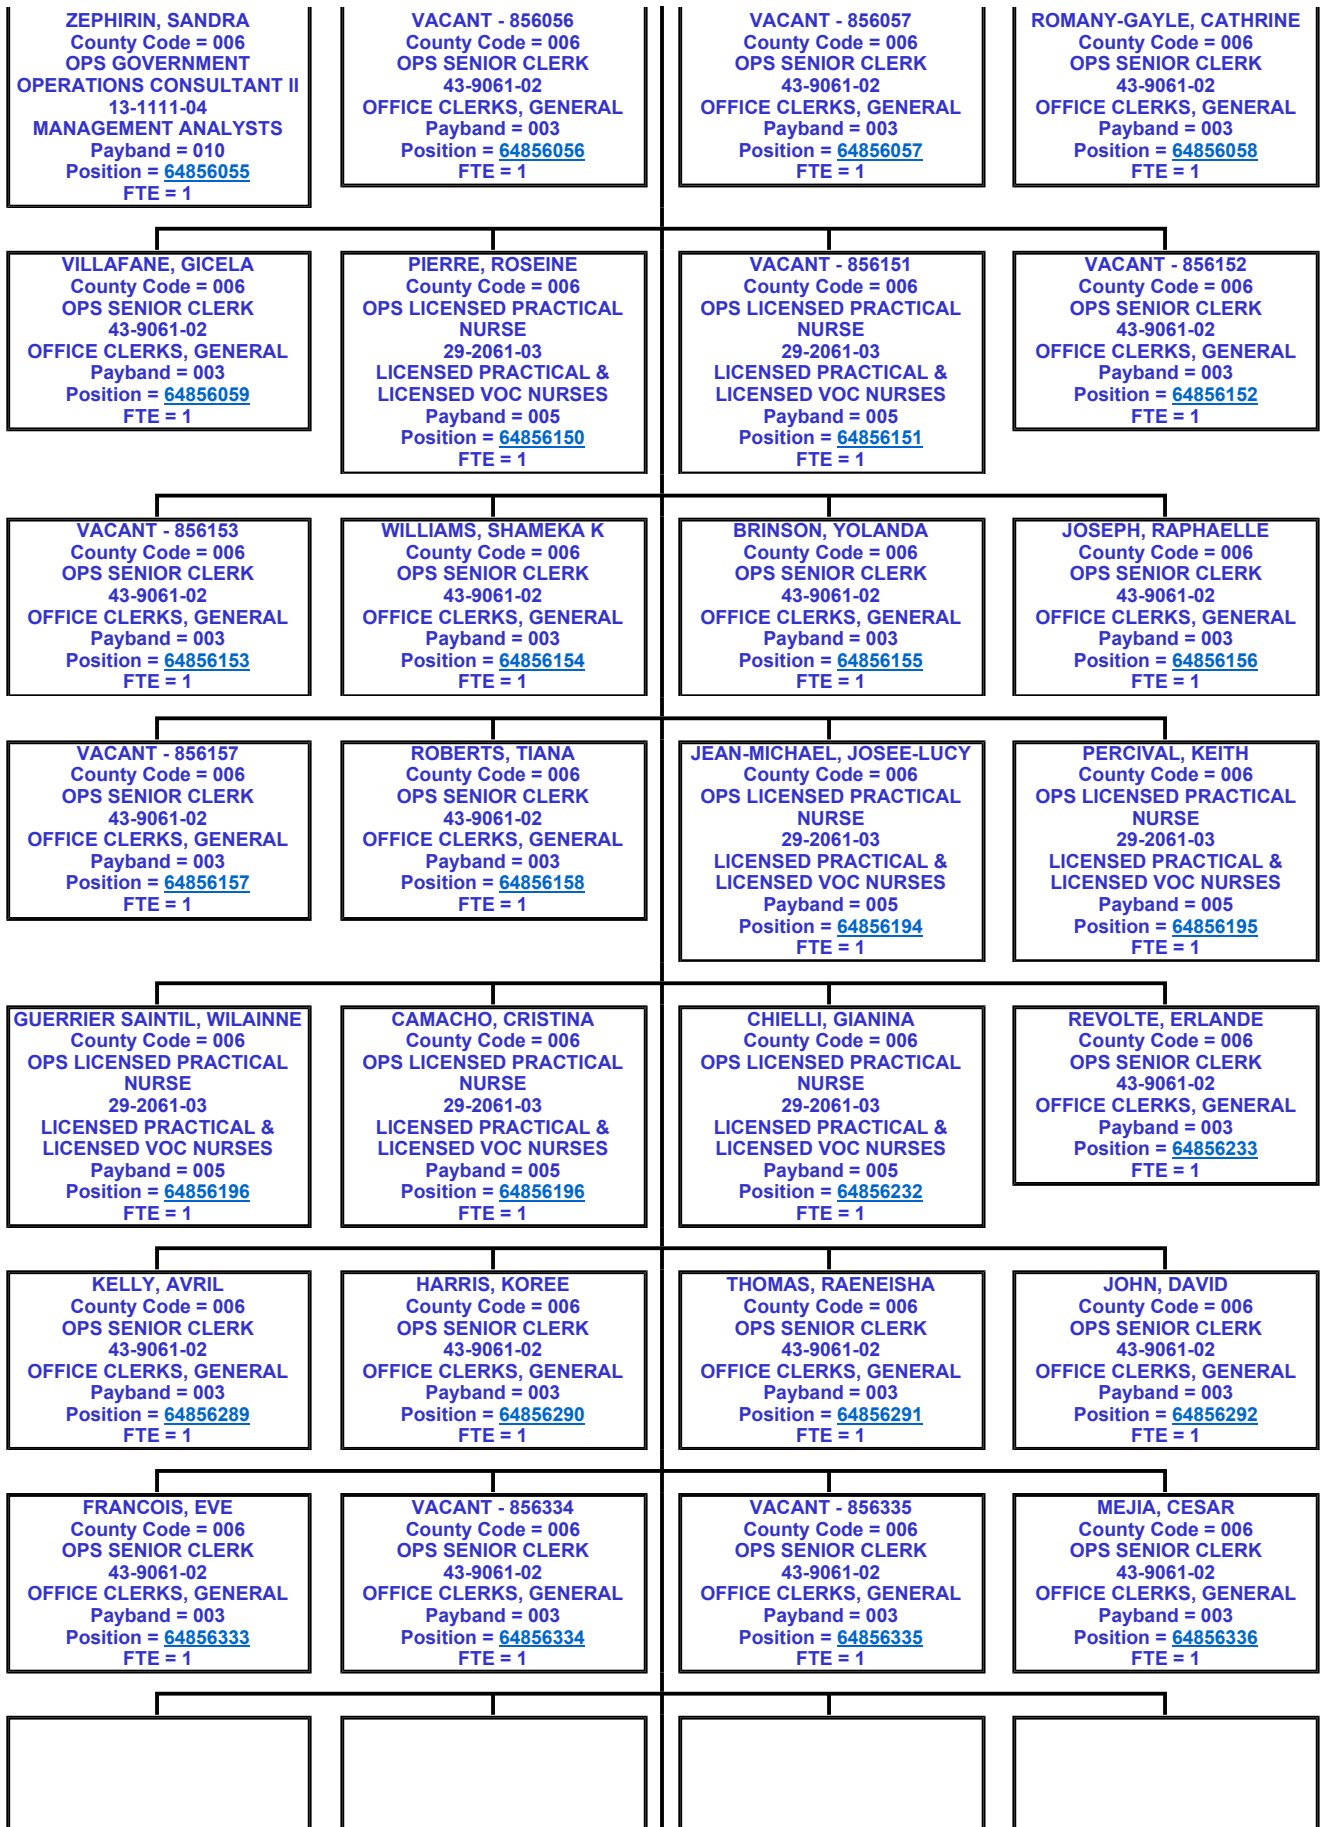 ZEPHIRIN, SANDRA
County Code = 006
OPS GOVERNMENT
OPERATIONS CONSULTANT II
13-1111-04
MANAGEMENT ANALYSTS
Payband = 010
Position = 64856055
FTE = 1
VACANT - 856056
County Code = 006
OPS SENIOR CLERK
43-9061-02
OFFICE CLERKS, GENERAL
Payband = 003
Position = 64856056
FTE = 1
VACANT - 856057
County Code = 006
OPS SENIOR CLERK
43-9061-02
OFFICE CLERKS, GENERAL
Payband = 003
Position = 64856057
FTE = 1
ROMANY-GAYLE, CATHRINE
County Code = 006
OPS SENIOR CLERK
43-9061-02
OFFICE CLERKS, GENERAL
Payband = 003
Position = 64856058
FTE = 1
VILLAFANE, GICELA
County Code = 006
OPS SENIOR CLERK
43-9061-02
OFFICE CLERKS, GENERAL
Payband = 003
Position = 64856059
FTE = 1
PIERRE, ROSEINE
County Code = 006
OPS LICENSED PRACTICAL
NURSE
29-2061-03
LICENSED PRACTICAL &
LICENSED VOC NURSES
Payband = 005
Position = 64856150
FTE = 1
VACANT - 856151
County Code = 006
OPS LICENSED PRACTICAL
NURSE
29-2061-03
LICENSED PRACTICAL &
LICENSED VOC NURSES
Payband = 005
Position = 64856151
FTE = 1
VACANT - 856152
County Code = 006
OPS SENIOR CLERK
43-9061-02
OFFICE CLERKS, GENERAL
Payband = 003
Position = 64856152
FTE = 1
VACANT - 856153
County Code = 006
OPS SENIOR CLERK
43-9061-02
OFFICE CLERKS, GENERAL
Payband = 003
Position = 64856153
FTE = 1
WILLIAMS, SHAMEKA K
County Code = 006
OPS SENIOR CLERK
43-9061-02
OFFICE CLERKS, GENERAL
Payband = 003
Position = 64856154
FTE = 1
BRINSON, YOLANDA
County Code = 006
OPS SENIOR CLERK
43-9061-02
OFFICE CLERKS, GENERAL
Payband = 003
Position = 64856155
FTE = 1
JOSEPH, RAPHAELLE
County Code = 006
OPS SENIOR CLERK
43-9061-02
OFFICE CLERKS, GENERAL
Payband = 003
Position = 64856156
FTE = 1
VACANT - 856157
County Code = 006
OPS SENIOR CLERK
43-9061-02
OFFICE CLERKS, GENERAL
Payband = 003
Position = 64856157
FTE = 1
ROBERTS, TIANA
County Code = 006
OPS SENIOR CLERK
43-9061-02
OFFICE CLERKS, GENERAL
Payband = 003
Position = 64856158
FTE = 1
JEAN-MICHAEL, JOSEE-LUCY
County Code = 006
OPS LICENSED PRACTICAL
NURSE
29-2061-03
LICENSED PRACTICAL &
LICENSED VOC NURSES
Payband = 005
Position = 64856194
FTE = 1
PERCIVAL, KEITH
County Code = 006
OPS LICENSED PRACTICAL
NURSE
29-2061-03
LICENSED PRACTICAL &
LICENSED VOC NURSES
Payband = 005
Position = 64856195
FTE = 1
GUERRIER SAINTIL, WILAINNE
County Code = 006
OPS LICENSED PRACTICAL
NURSE
29-2061-03
LICENSED PRACTICAL &
LICENSED VOC NURSES
Payband = 005
Position = 64856196
FTE = 1
CAMACHO, CRISTINA
County Code = 006
OPS LICENSED PRACTICAL
NURSE
29-2061-03
LICENSED PRACTICAL &
LICENSED VOC NURSES
Payband = 005
Position = 64856196
FTE = 1
CHIELLI, GIANINA
County Code = 006
OPS LICENSED PRACTICAL
NURSE
29-2061-03
LICENSED PRACTICAL &
LICENSED VOC NURSES
Payband = 005
Position = 64856232
FTE = 1
REVOLTE, ERLANDE
County Code = 006
OPS SENIOR CLERK
43-9061-02
OFFICE CLERKS, GENERAL
Payband = 003
Position = 64856233
FTE = 1
KELLY, AVRIL
County Code = 006
OPS SENIOR CLERK
43-9061-02
OFFICE CLERKS, GENERAL
Payband = 003
Position = 64856289
FTE = 1
HARRIS, KOREE
County Code = 006
OPS SENIOR CLERK
43-9061-02
OFFICE CLERKS, GENERAL
Payband = 003
Position = 64856290
FTE = 1
THOMAS, RAENEISHA
County Code = 006
OPS SENIOR CLERK
43-9061-02
OFFICE CLERKS, GENERAL
Payband = 003
Position = 64856291
FTE = 1
JOHN, DAVID
County Code = 006
OPS SENIOR CLERK
43-9061-02
OFFICE CLERKS, GENERAL
Payband = 003
Position = 64856292
FTE = 1
FRANCOIS, EVE
County Code = 006
OPS SENIOR CLERK
43-9061-02
OFFICE CLERKS, GENERAL
Payband = 003
Position = 64856333
FTE = 1
VACANT - 856334
County Code = 006
OPS SENIOR CLERK
43-9061-02
OFFICE CLERKS, GENERAL
Payband = 003
Position = 64856334
FTE = 1
VACANT - 856335
County Code = 006
OPS SENIOR CLERK
43-9061-02
OFFICE CLERKS, GENERAL
Payband = 003
Position = 64856335
FTE = 1
MEJIA, CESAR
County Code = 006
OPS SENIOR CLERK
43-9061-02
OFFICE CLERKS, GENERAL
Payband = 003
Position = 64856336
FTE = 1